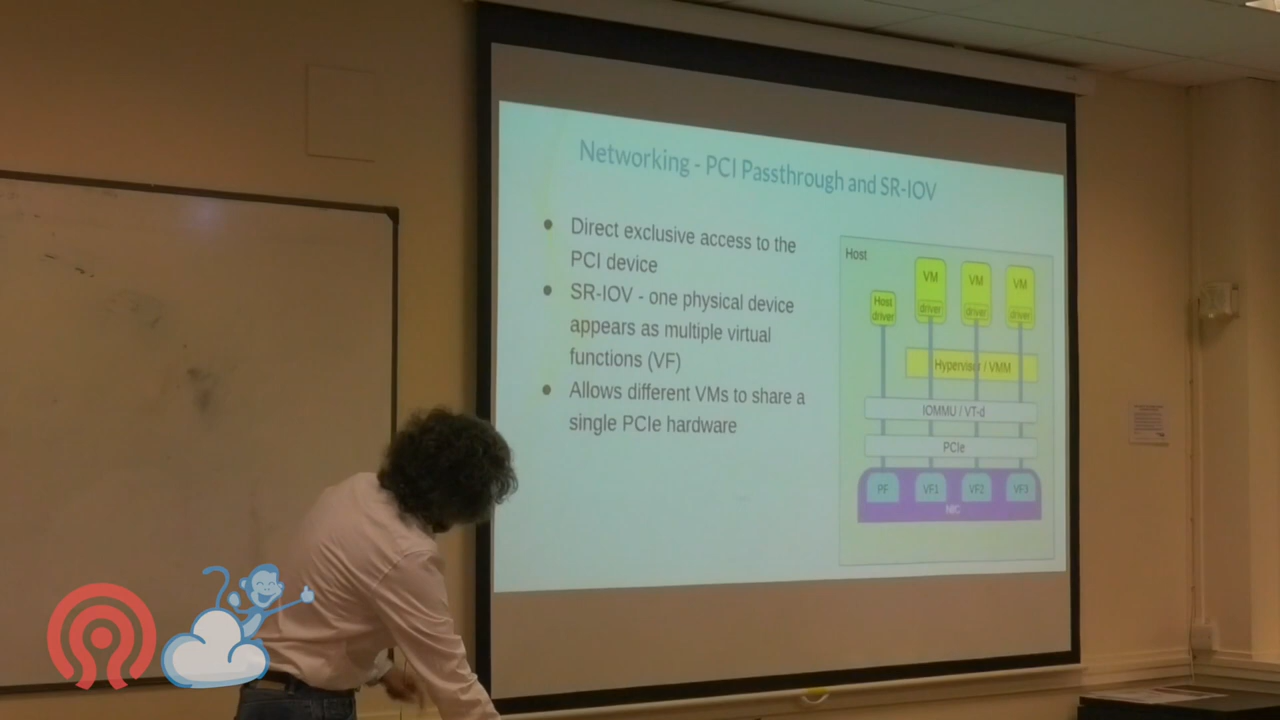 Networking - PCI Passthrough and SR-IOV
● Direct exclusive access to the
PCI device
● SR-IOV - one physical device
appears as multiple virtual
functions (VF)
● Allows different VMs to share a
single PCIe hardware
Host
VM VM VM
Host
driver
driver driver driver
Hypervisor / VMM
IOMMU / VT-d
PCIe
PF VF1 VF2 VF3
NIC